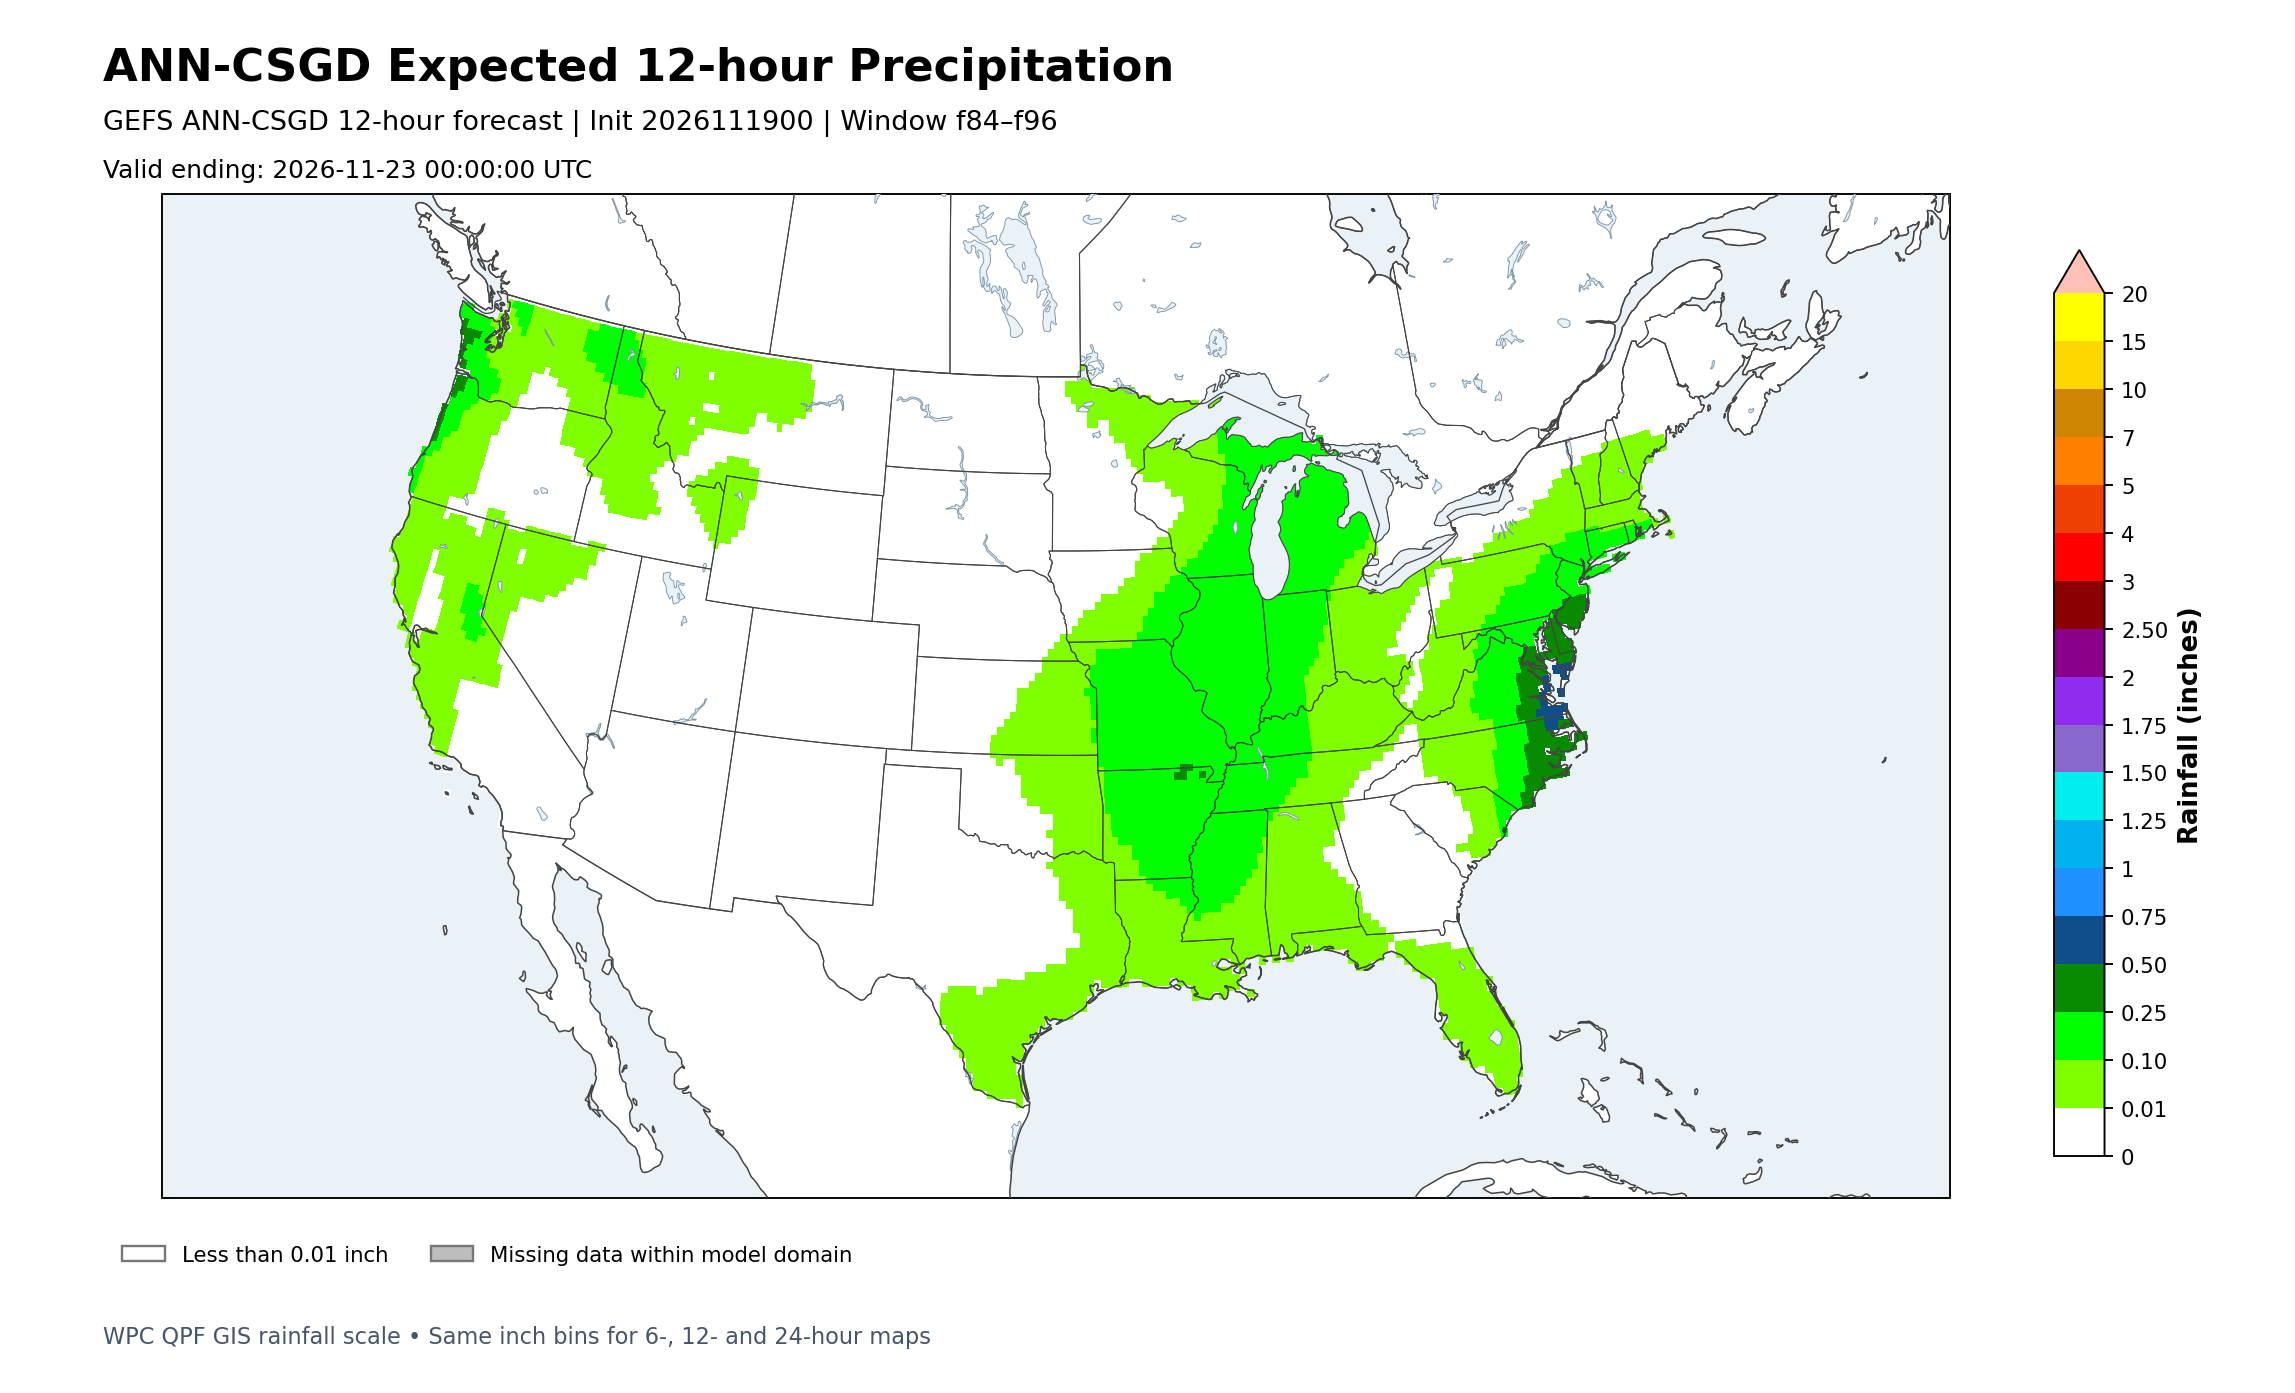 ANN-CSGD Expected 12-hour Precipitation
GEFS ANN-CSGD 12-hour forecast | Init 2026111900 | Window f84–f96
Valid ending: 2026-11-23 00:00:00 UTC
20
15
10
7
5
4
3
2.50
2
1.75
1.50
1.25
1
0.75
0.50
0.25
0.10
0.01
0
Rainfall (inches)
Less than 0.01 inch
Missing data within model domain
WPC QPF GIS rainfall scale • Same inch bins for 6-, 12- and 24-hour maps